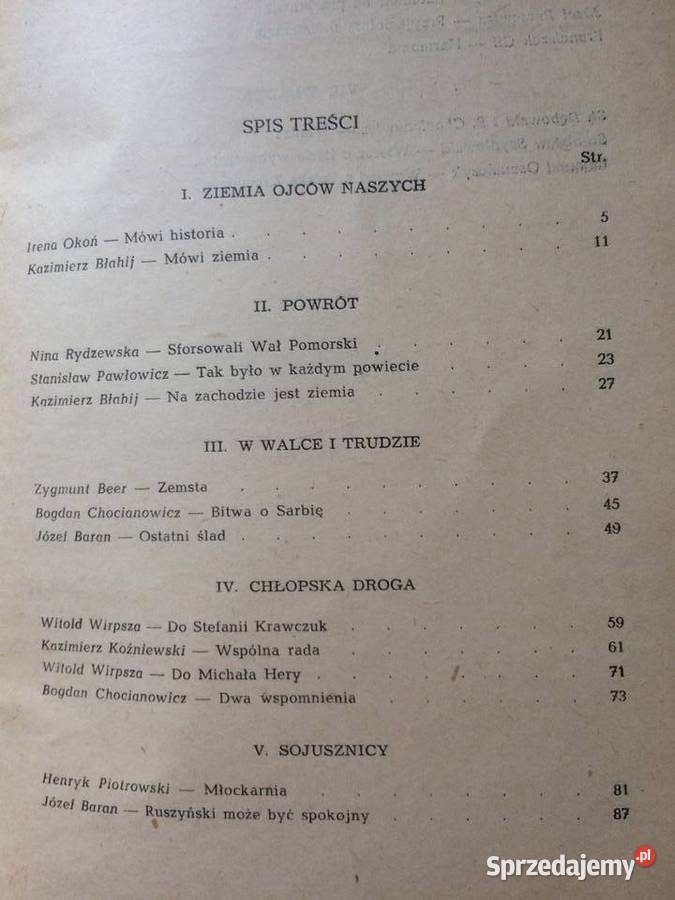 SPIS TREŚCI
Str.
I. ZIEMIA OJCÓW NASZYCH
Irena Okoń — Mówi historia . . . . . . . . . 5
Kazimierz Błahij — Mówi ziemia . . . . . . . . 11
II. POWRÓT
Nina Rydzewska — Sforsowali Wał Pomorski . . . . . . 21
Stanisław Pawłowicz — Tak było w każdym powiecie . . . . 23
Kazimierz Błahij — Na zachodzie jest ziemia . . . . . . 27
III. W WALCE I TRUDZIE
Zygmunt Beer — Zemsta . . . . . . . . . 37
Bogdan Chocianowicz — Bitwa o Sarbię . . . . . . 45
Józef Baran — Ostatni ślad . . . . . . . . . 49
IV. CHŁOPSKA DROGA
Witold Wirpsza — Do Stefanii Krawczuk . . . . . . 59
Kazimierz Koźniewski — Wspólna rada . . . . . . 61
Witold Wirpsza — Do Michała Hery . . . . . . 71
Bogdan Chocianowicz — Dwa wspomnienia . . . . . 73
V. SOJUSZNICY
Henryk Piotrowski — Młockarnia . . . . . . . 81
Józef Baran — Ruszyński może być spokojny . . . . . 87
Sprzedajemy.pl